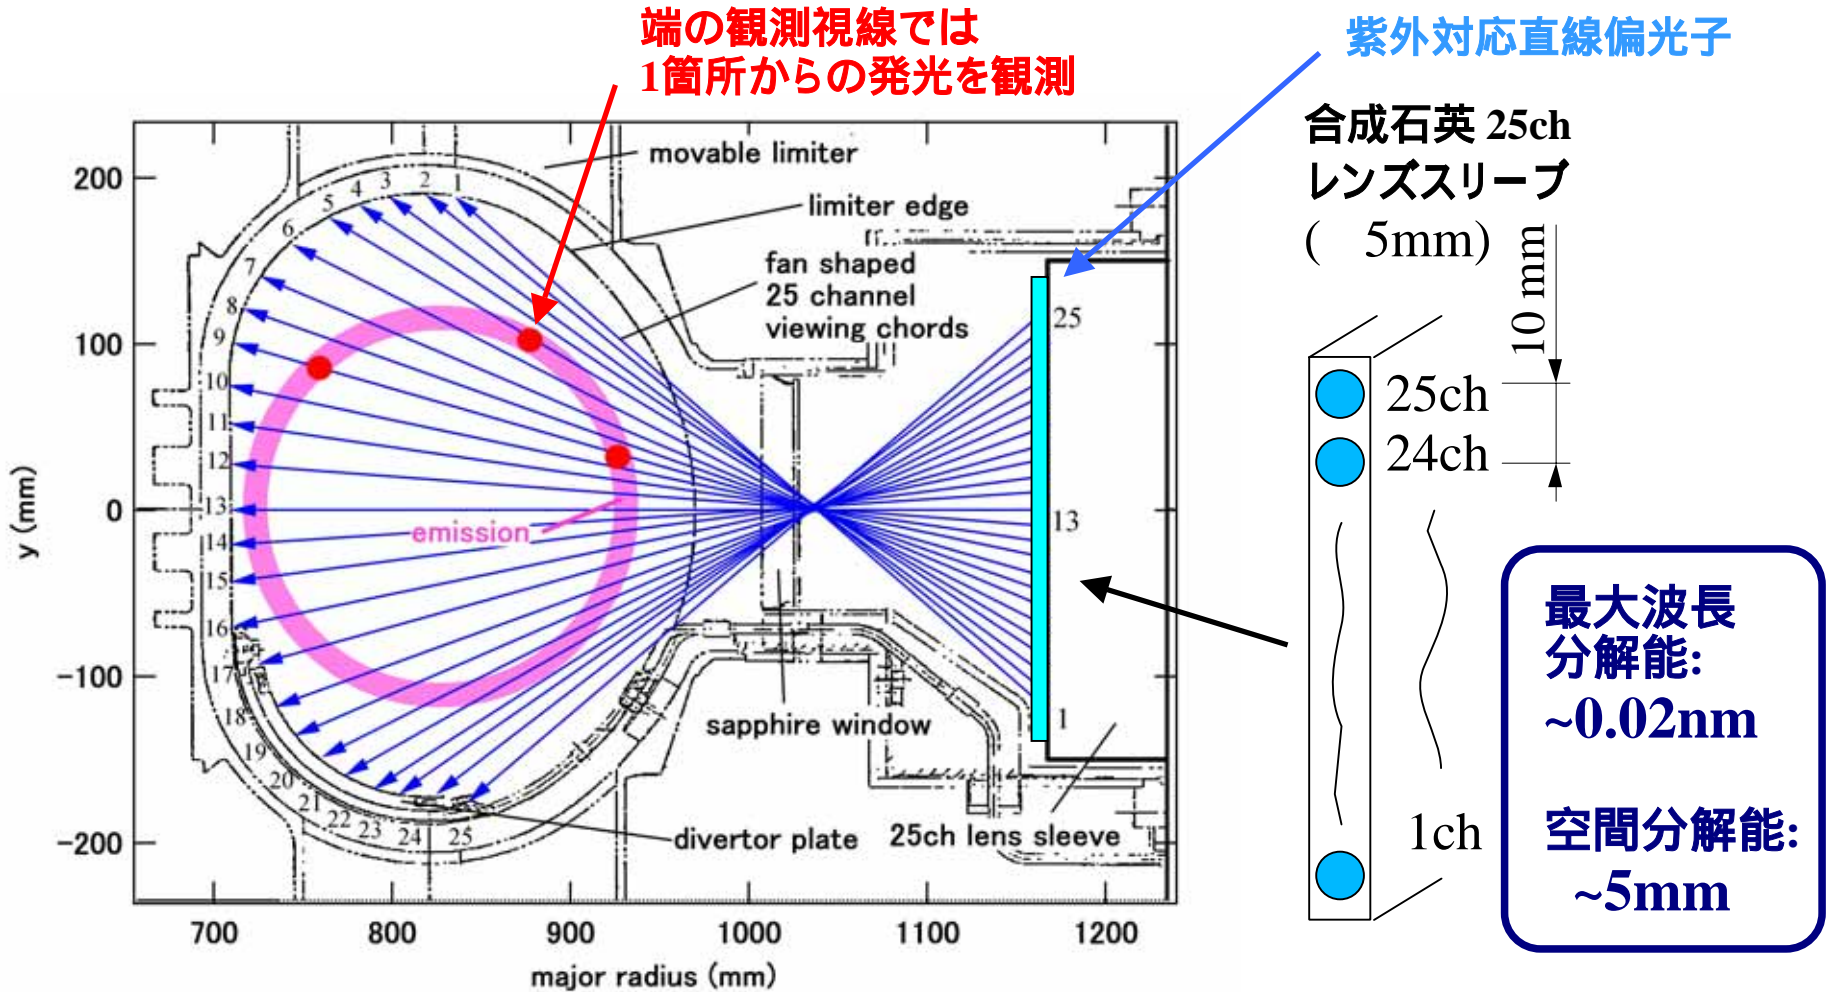 端の観測視線では
1箇所からの発光を観測
紫外対応直線偏光子
合成石英 25ch
レンズスリーブ
(   5mm)
10 mm
25ch
24ch
1ch
最大波長
分解能:
~0.02nm
空間分解能:
~5mm
movable limiter
limiter edge
fan shaped
25 channel
viewing chords
emission
sapphire window
divertor plate
25ch lens sleeve
25
13
1
1
2
3
4
5
6
7
8
9
10
11
12
13
14
15
16
17
18
19
20
21
22
23
24
25
y (mm)
200
100
0
-100
-200
700
800
900
1000
1100
1200
major radius (mm)